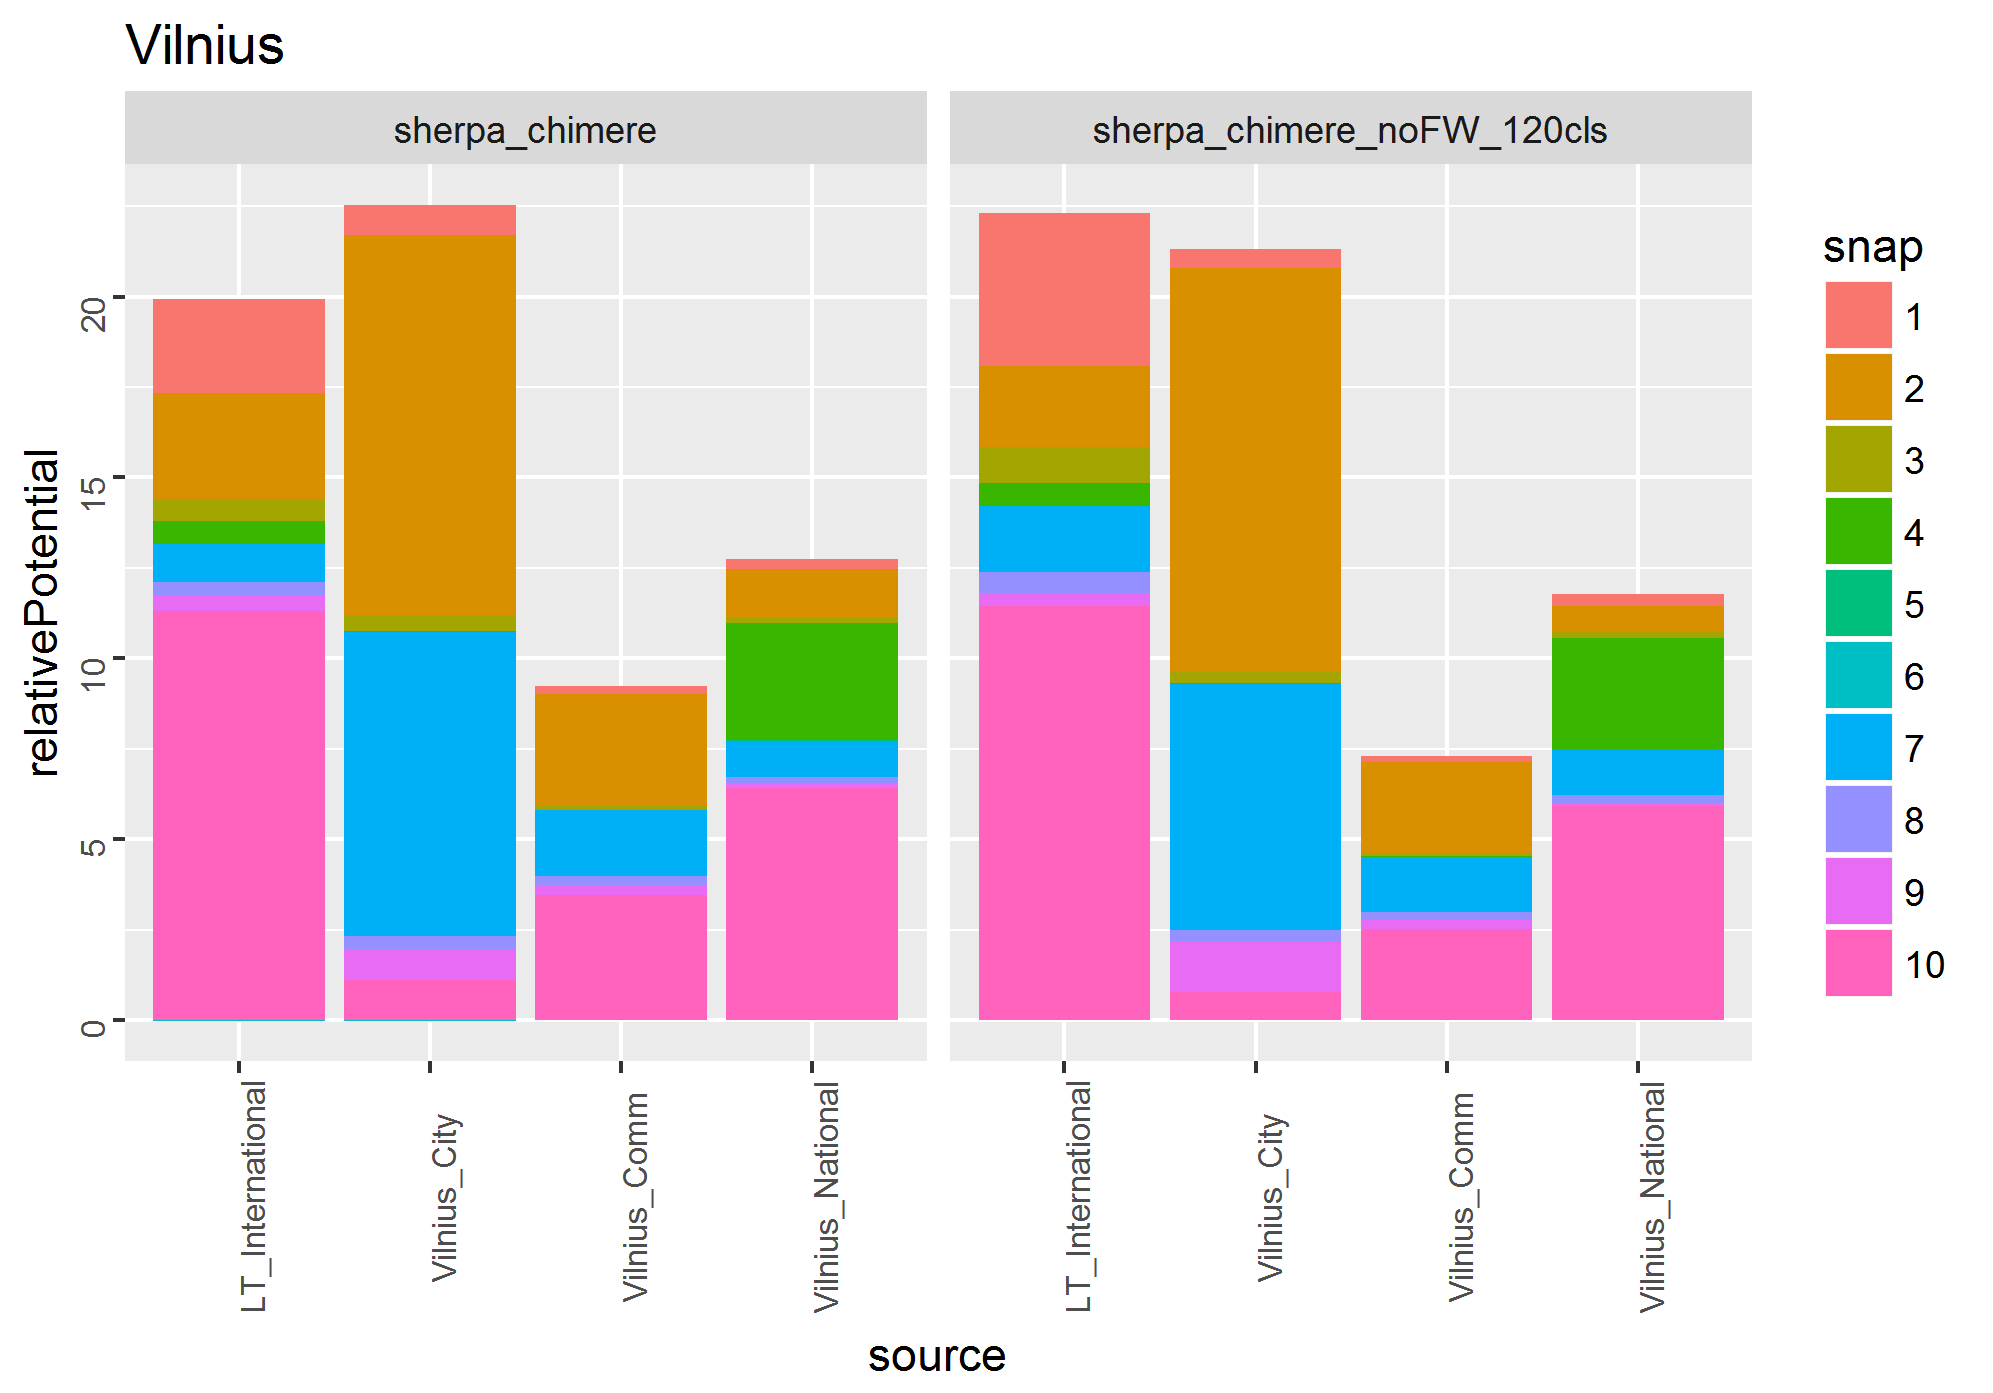 Vilnius
sherpa_chimere
sherpa_chimere_noFW_120cls
relativePotential
20
15
10
5
0
LT_International
Vilnius_City
Vilnius_Comm
Vilnius_National
LT_International
Vilnius_City
Vilnius_Comm
Vilnius_National
source
snap
1
2
3
4
5
6
7
8
9
10